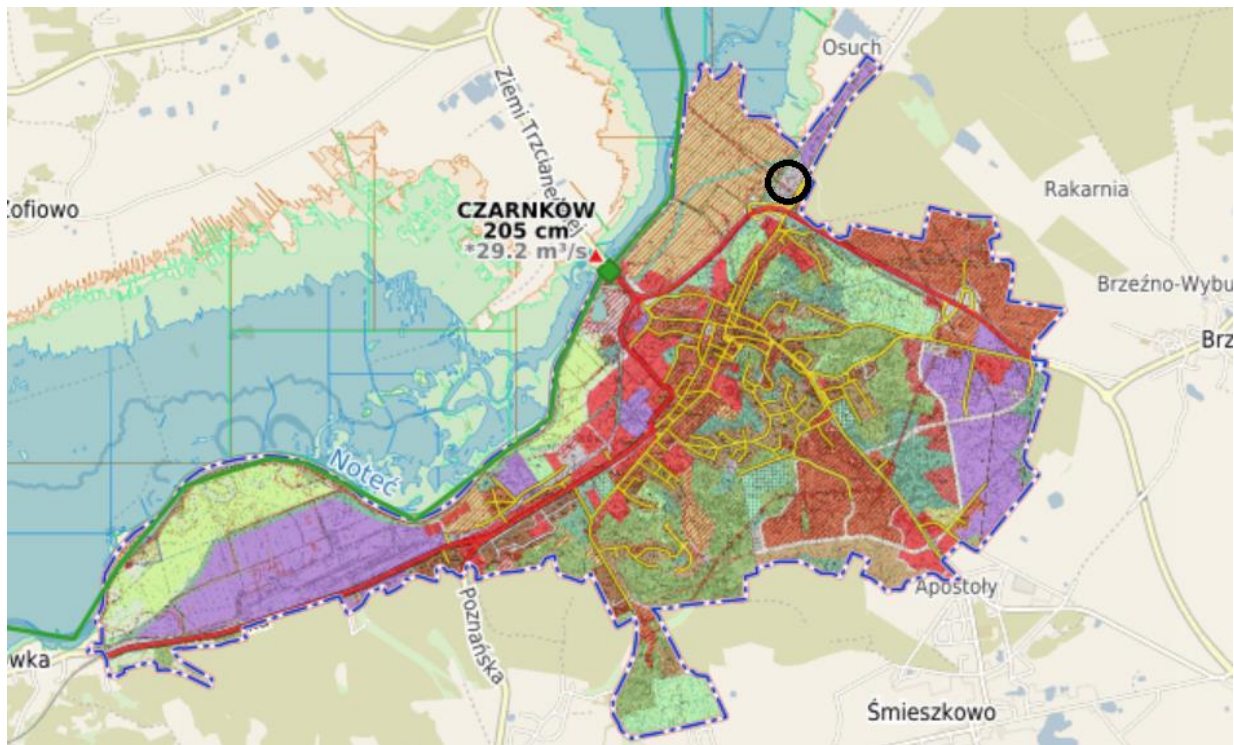 Osuch
Ziemi Trzcianeckiej
Rakarnia
Zofiowo
CZARNKÓW
205 cm
*29.2 m³/s
Brzeźno-Wybu
Brz
Noteć
Apostoły
wka
Poznańska
Śmieszkowo